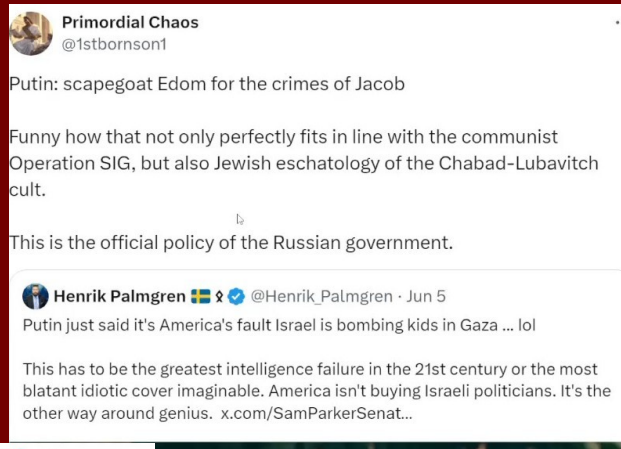 Primordial Chaos
@1stbornson1
Putin: scapegoat Edom for the crimes of Jacob
Funny how that not only perfectly fits in line with the communist
Operation SIG, but also Jewish eschatology of the Chabad-Lubavitch
cult.
This is the official policy of the Russian government.
Henrik Palmgren 🇸🇪 ᛟ @Henrik_Palmgren · Jun 5
Putin just said it's America's fault Israel is bombing kids in Gaza ... lol
This has to be the greatest intelligence failure in the 21st century or the most
blatant idiotic cover imaginable. America isn't buying Israeli politicians. It's the
other way around genius. x.com/SamParkerSenat...